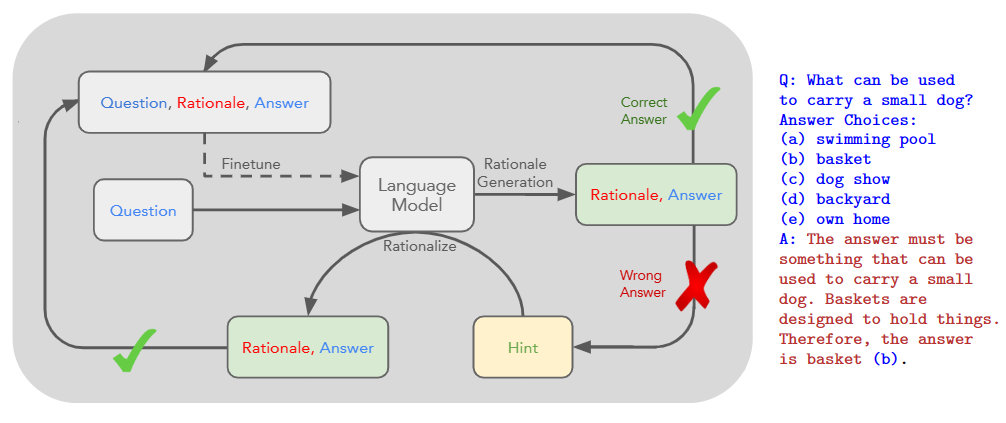 Question, Rationale, Answer
Finetune
Question
Language
Model
Rationale
Generation
Correct
Answer
Rationale, Answer
Rationalize
Wrong
Answer
Rationale, Answer
Hint
Q: What can be used
to carry a small dog?
Answer Choices:
(a) swimming pool
(b) basket
(c) dog show
(d) backyard
(e) own home
A: The answer must be
something that can be
used to carry a small
dog. Baskets are
designed to hold things.
Therefore, the answer
is basket (b).